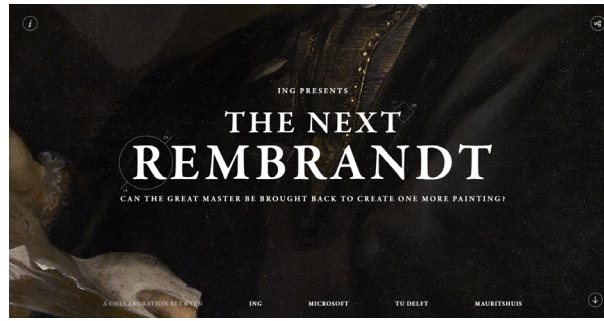 i
ING PRESENTS
THE NEXT
REMBRANDT
CAN THE GREAT MASTER BE BROUGHT BACK TO CREATE ONE MORE PAINTING?
A COLLABORATION BETWEEN ING MICROSOFT TU DELFT MAURITSHUIS